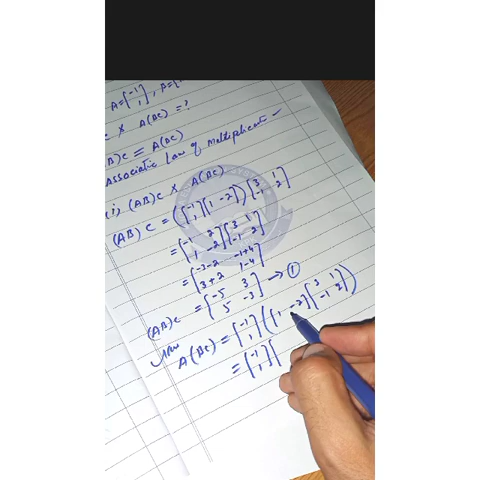 A=[-1 1], B=[
x A(BC) =?
B)C = A(BC)
Associative Law of Multiplication
(i) (AB)C x A(BC)
(AB)C = ([-1 1][1 -2])[3 1 -1 2]
= [-1 2 1 -2][3 1 -1 2]
= [-3-2 -1+4 3+2 1-4]
(AB)C = [-5 3 5 -3] → ①
Now
A(BC) = [-1 1]([1 -2][3 1 -1 2])
= [-1 1][